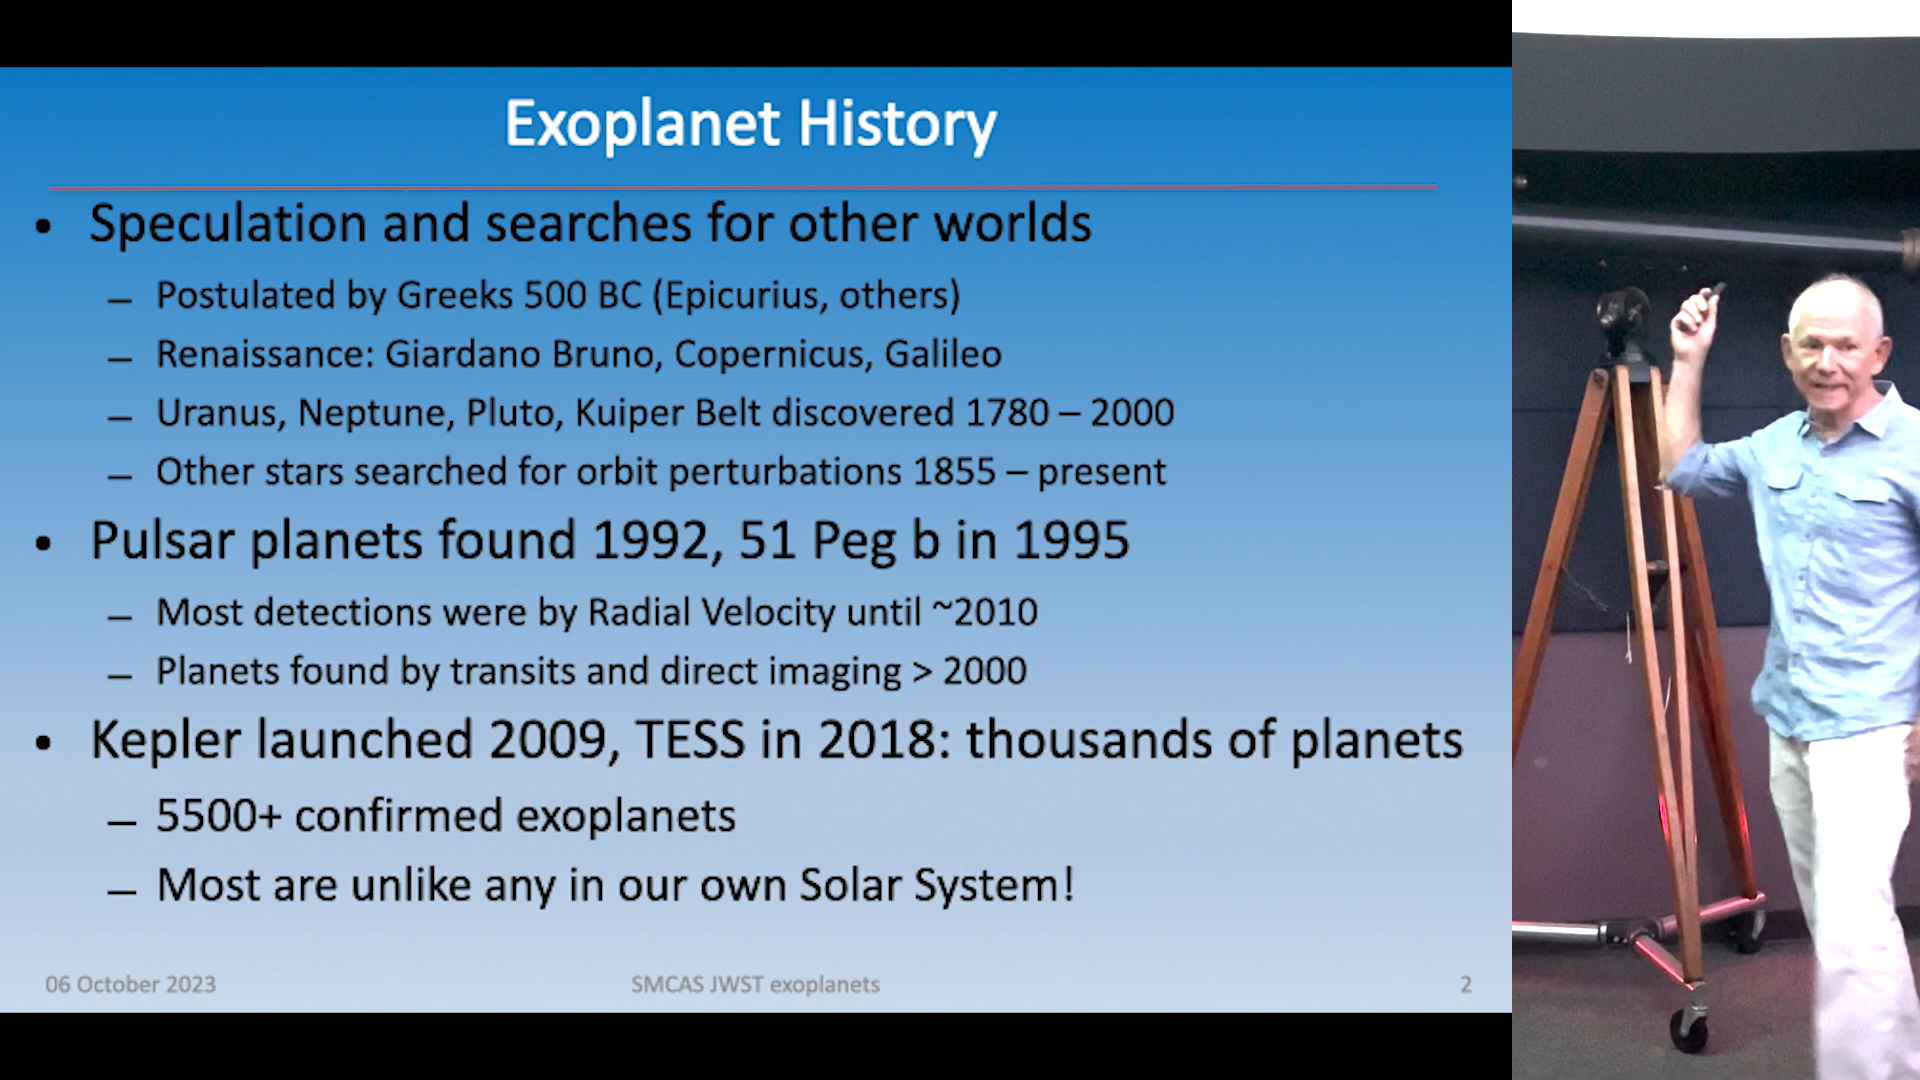 Exoplanet History
• Speculation and searches for other worlds
– Postulated by Greeks 500 BC (Epicurius, others)
– Renaissance: Giardano Bruno, Copernicus, Galileo
– Uranus, Neptune, Pluto, Kuiper Belt discovered 1780 – 2000
– Other stars searched for orbit perturbations 1855 – present
• Pulsar planets found 1992, 51 Peg b in 1995
– Most detections were by Radial Velocity until ~2010
– Planets found by transits and direct imaging > 2000
• Kepler launched 2009, TESS in 2018: thousands of planets
– 5500+ confirmed exoplanets
– Most are unlike any in our own Solar System!
06 October 2023 SMCAS JWST exoplanets 2